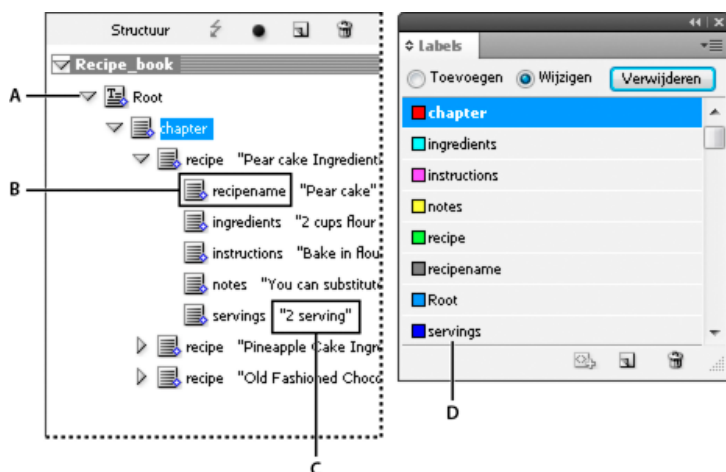 Structuur
Recipe_book
A
Root
chapter
recipe "Pear cake Ingredient
B
recipename "Pear cake"
ingredients "2 cups flour
instructions "Bake in flou
notes "You can substitute
servings "2 serving"
recipe "Pineapple Cake Ingre
recipe "Old Fashioned Choco
C
Labels
Toevoegen Wijzigen Verwijderen
chapter
ingredients
instructions
notes
recipe
recipename
Root
servings
D